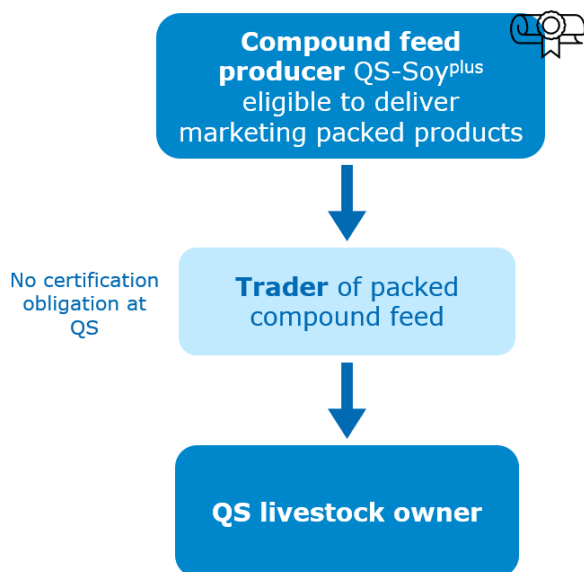 Compound feed
producer QS-Soyplus
eligible to deliver
marketing packed products
No certification
obligation at
QS
Trader of packed
compound feed
QS livestock owner